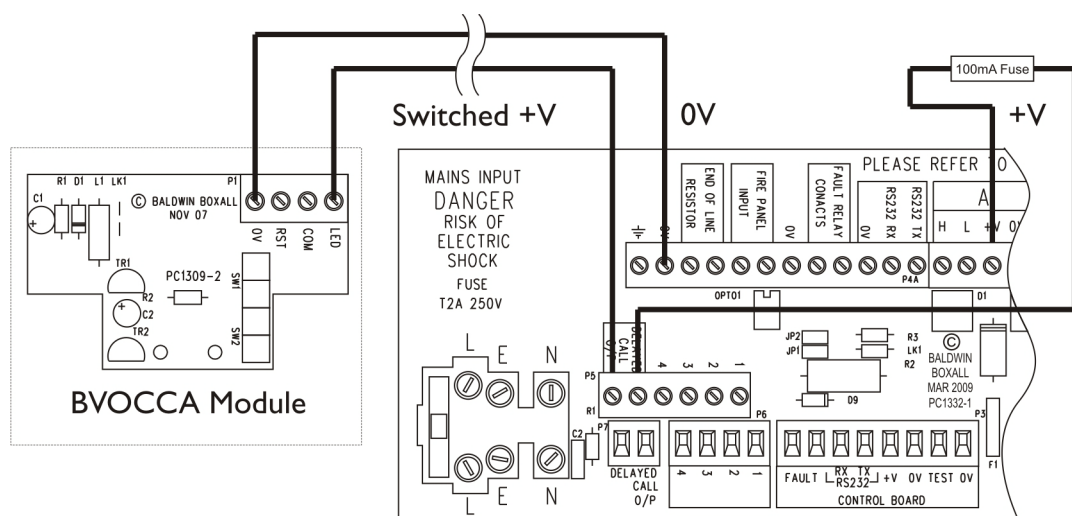 100mA Fuse
Switched +V
0V
+V
PLEASE REFER TO
MAINS INPUT
DANGER
RISK OF
ELECTRIC
SHOCK
FUSE
T2A 250V
END OF LINE
RESISTOR
FIRE PANEL
INPUT
0V
FAULT RELAY
CONACTS
0V
RS232 RX
RS232 TX
A
H
L
+V
0V
0V
P4A
C1
R1
D1
L1
LK1
P1
© BALDWIN BOXALL
NOV 07
0V
RST
COM
LED
TR1
PC1309-2
R2
C2
TR2
SW1
SW2
BVOCCA Module
OPTO1
D1
DELAYED
CALL
O/P
4
3
2
1
P5
R1
P6
P7
C2
JP2
JP1
R3
LK1
R2
D9
©
BALDWIN
BOXALL
MAR 2009
PC1332-1
P3
F1
L
E
N
L
E
N
DELAYED
CALL
O/P
4
3
2
1
FAULT
RX TX
RS232
+V
0V
TEST
0V
CONTROL BOARD